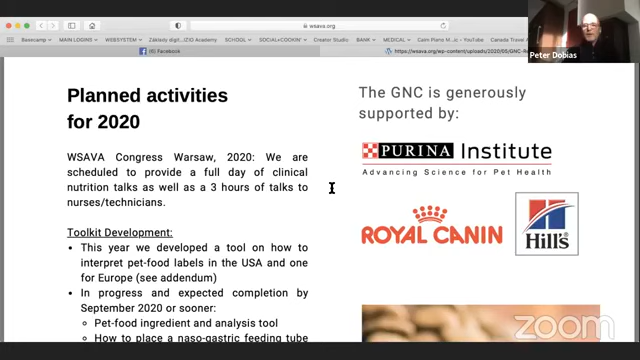 wsava.org
Basecamp MAIN LOGINS WEBSYSTEM Základy digit...IZIG Academy SCHOOL SOCIAL+COOKIN' Creator Studio BANK MEDICAL Calm Piano M...c – YouTube Canada Travel
HG Facebook
https://wsava.org/wp-content/uploads/2020/05/GNC-Re
Peter Dobias
Planned activities
for 2020
WSAVA Congress Warsaw, 2020: We are
scheduled to provide a full day of clinical
nutrition talks as well as a 3 hours of talks to
nurses/technicians.
Toolkit Development:
• This year we developed a tool on how to
interpret pet-food labels in the USA and one
for Europe (see addendum)
• In progress and expected completion by
September 2020 or sooner:
Pet-food ingredient and analysis tool
How to place a naso-gastric feeding tube
The GNC is generously
supported by:
PURINA Institute
Advancing Science for Pet Health
ROYAL CANIN
Hill's
zoom